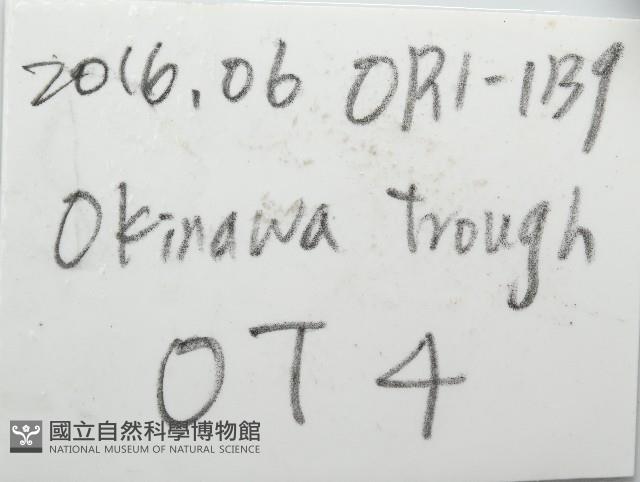 2016.06 OR1-1139
Okinawa trough
OT4
國立自然科學博物館
NATIONAL MUSEUM OF NATURAL SCIENCE